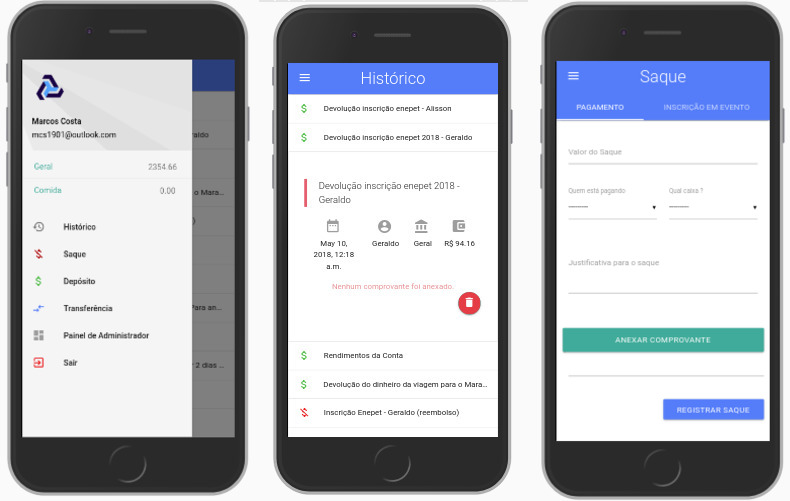 Marcos Costa
mcs1901@outlook.com
Geral 2354.66
Comida 0.00
Histórico
Saque
Depósito
Transferência
Painel de Administrador
Sair
raldo
o Mara...
)
Para an...
2 dias ...
Histórico
Devolução inscrição enepet - Alisson
Devolução inscrição enepet 2018 - Geraldo
Devolução inscrição enepet 2018 -
Geraldo
May 10,
2018, 12:18
a.m.
Geraldo
Geral
R$ 94.16
Nenhum comprovante foi anexado.
Rendimentos da Conta
Devolução do dinheiro da viagem para o Mara...
Inscrição Enepet - Geraldo (reembolso)
Saque
PAGAMENTO INSCRIÇÃO EM EVENTO
Valor do Saque
Quem está pagando Qual caixa ?
--------- ---------
Justificativa para o saque
ANEXAR COMPROVANTE
REGISTRAR SAQUE